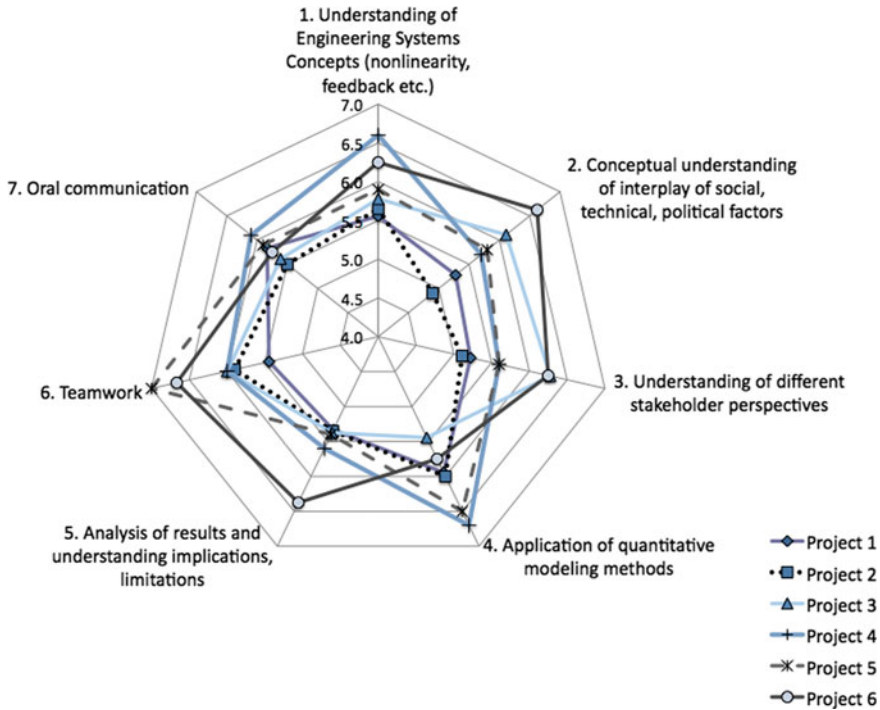 1. Understanding of
Engineering Systems
Concepts (nonlinearity,
feedback etc.)
7.0
6.5
6.0
5.5
5.0
4.5
4.0
2. Conceptual understanding
of interplay of social,
technical, political factors
3. Understanding of different
stakeholder perspectives
4. Application of quantitative
modeling methods
5. Analysis of results and
understanding implications,
limitations
6. Teamwork
7. Oral communication
Project 1
Project 2
Project 3
Project 4
Project 5
Project 6